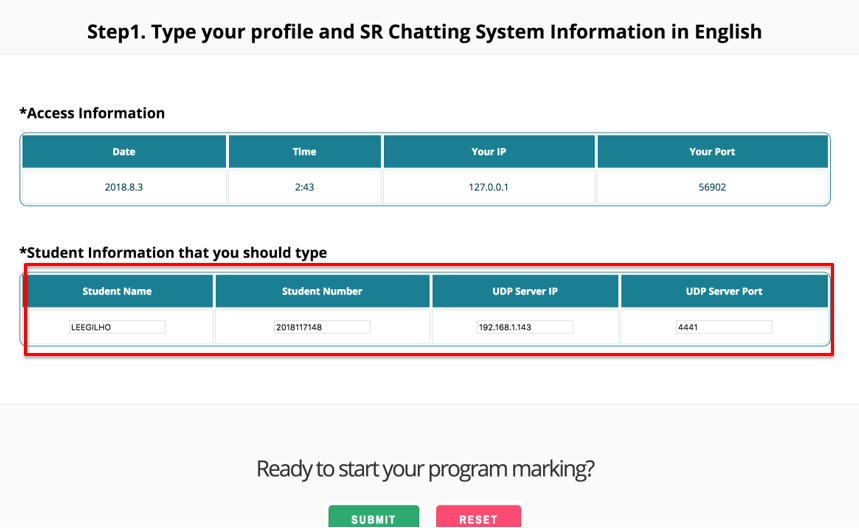 Step1. Type your profile and SR Chatting System Information in English
*Access Information
Date Time Your IP Your Port
2018.8.3 2:43 127.0.0.1 56902
*Student Information that you should type
Student Name Student Number UDP Server IP UDP Server Port
LEEGILHO 2018117148 192.168.1.143 4441
Ready to start your program marking?
SUBMIT RESET